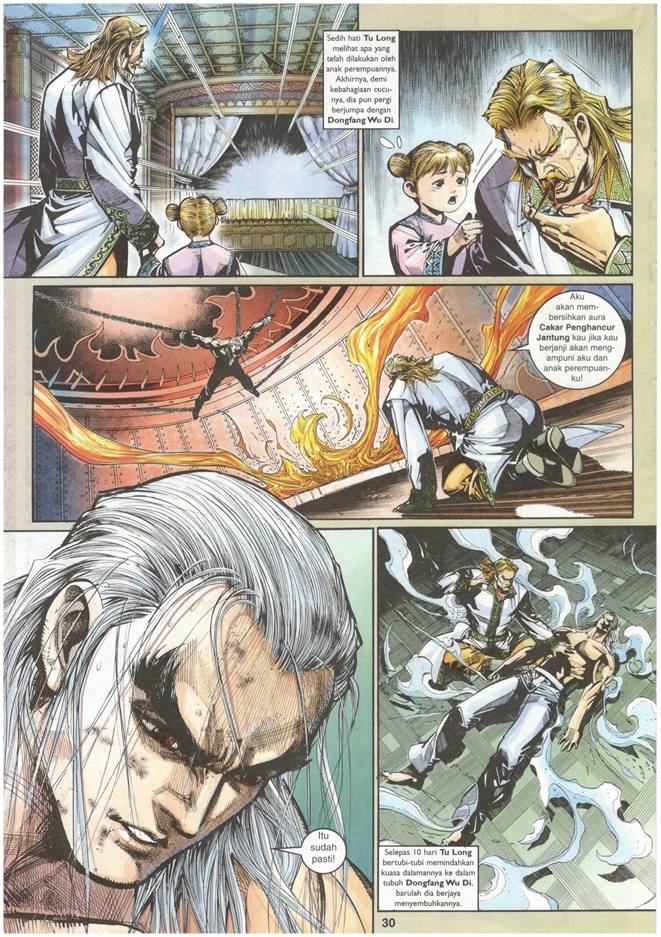 Sedih hati Tu Long
melihat apa yang
telah dilakukan oleh
anak perempuannya.
Akhirnya, demi
kebahagiaan cucu-
nya, dia pun pergi
berjumpa dengan
Dongfang Wu Di.
Aku
akan mem-
bersihkan aura
Cakar Penghancur
Jantung kau jika kau
berjanji akan meng-
ampuni aku dan
anak perempuan-
ku!
Itu
sudah
pasti!
Selepas 10 hari Tu Long
bertubi-tubi memindahkan
kuasa dalamannya ke dalam
tubuh Dongfang Wu Di,
barulah dia berjaya
menyembuhkannya.
30